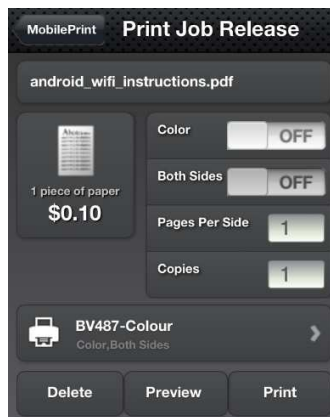 MobilePrint
Print Job Release
android_wifi_instructions.pdf
1 piece of paper
$0.10
Color
OFF
Both Sides
OFF
Pages Per Side
1
Copies
1
BV487-Colour
Color,Both Sides
Delete
Preview
Print